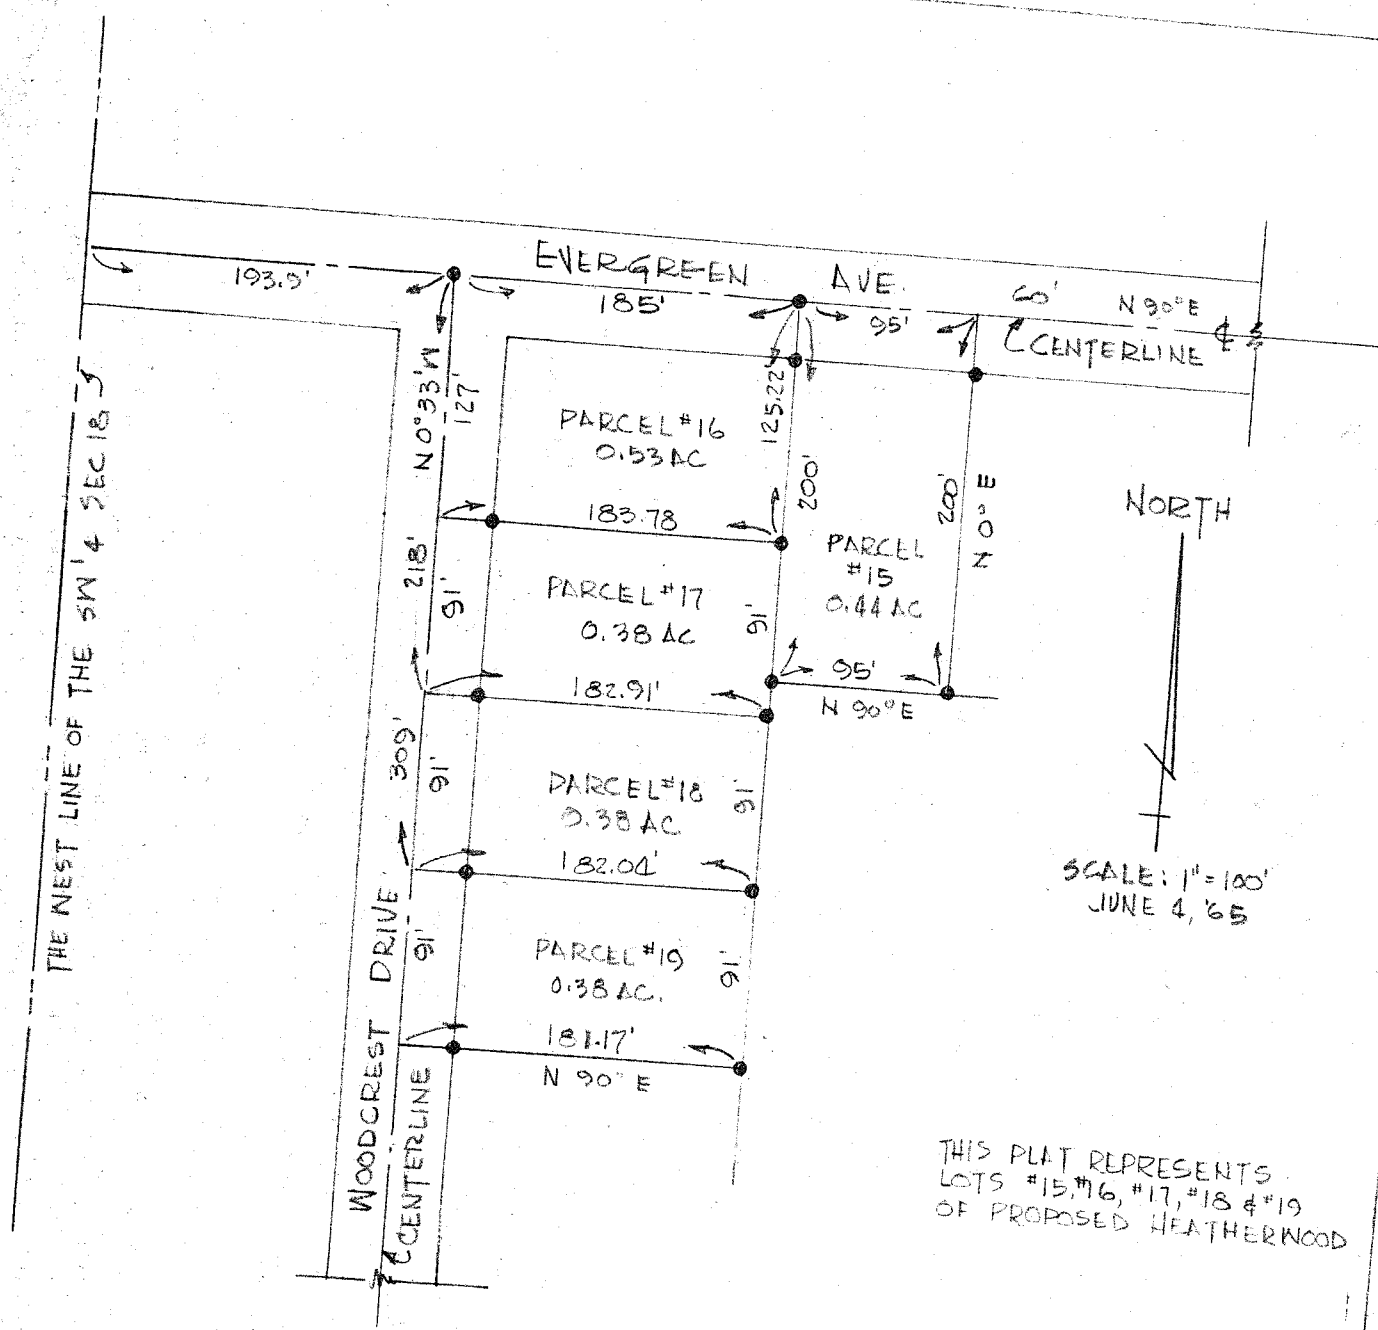 EVERGREEN AVE.
193.9'
185'
95'
60'
N 90° E
CENTERLINE
THE WEST LINE OF THE SW 1/4 SEC 18
N 0°33' W
127'
218'
91'
309'
91'
91'
WOODCREST DRIVE
CENTERLINE
PARCEL #16
0.53 AC
125.22'
200'
183.78
PARCEL #17
0.38 AC
91'
182.91'
PARCEL #18
0.38 AC
91'
182.04'
PARCEL #19
0.38 AC.
91'
181.17'
N 90° E
PARCEL
#15
0.44 AC
200'
N 0° E
95'
N 90° E
NORTH
SCALE: 1" = 100'
JUNE 4, '65
THIS PLAT REPRESENTS
LOTS #15, #16, #17, #18 & #19
OF PROPOSED HEATHERWOOD